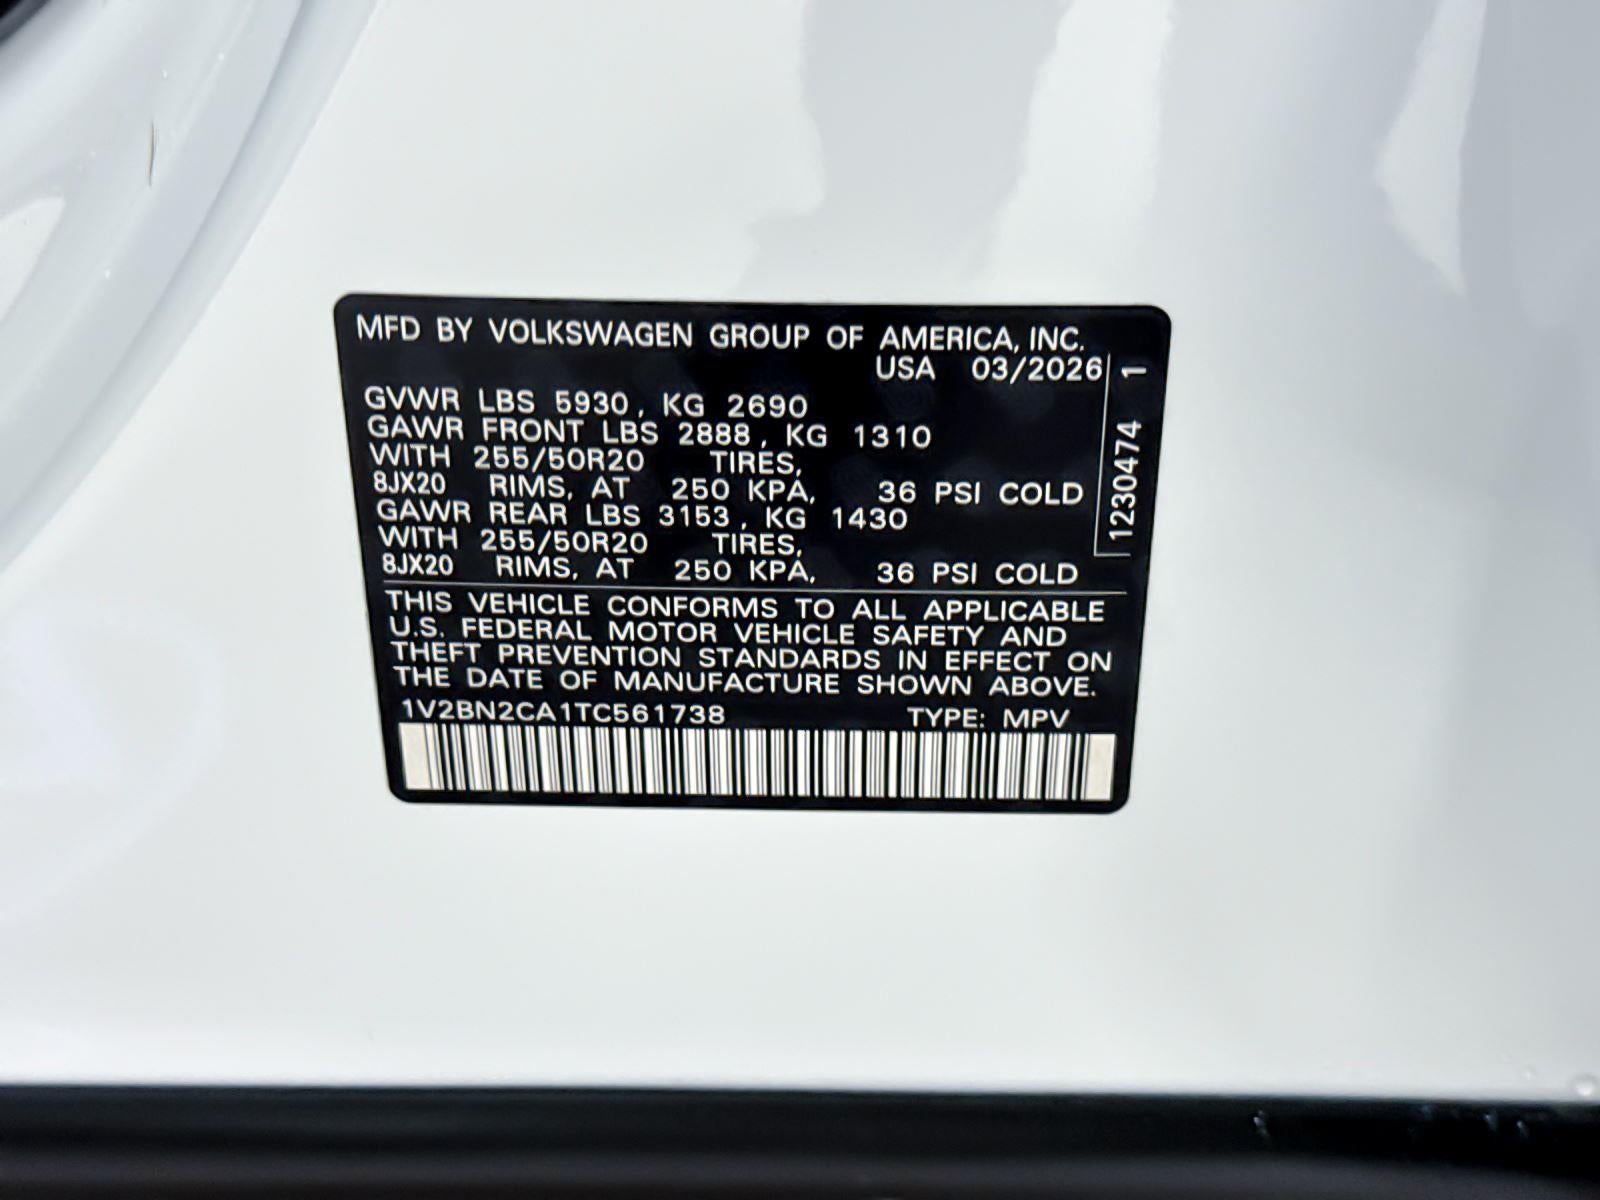 MFD BY VOLKSWAGEN GROUP OF AMERICA, INC.
USA 03/2026
GVWR LBS 5930, KG 2690
GAWR FRONT LBS 2888, KG 1310
WITH 255/50R20 TIRES,
8JX20 RIMS, AT 250 KPA, 36 PSI COLD
GAWR REAR LBS 3153, KG 1430
WITH 255/50R20 TIRES,
8JX20 RIMS, AT 250 KPA, 36 PSI COLD
THIS VEHICLE CONFORMS TO ALL APPLICABLE
U.S. FEDERAL MOTOR VEHICLE SAFETY AND
THEFT PREVENTION STANDARDS IN EFFECT ON
THE DATE OF MANUFACTURE SHOWN ABOVE.
1V2BN2CA1TC561738 TYPE: MPV
1230474 1